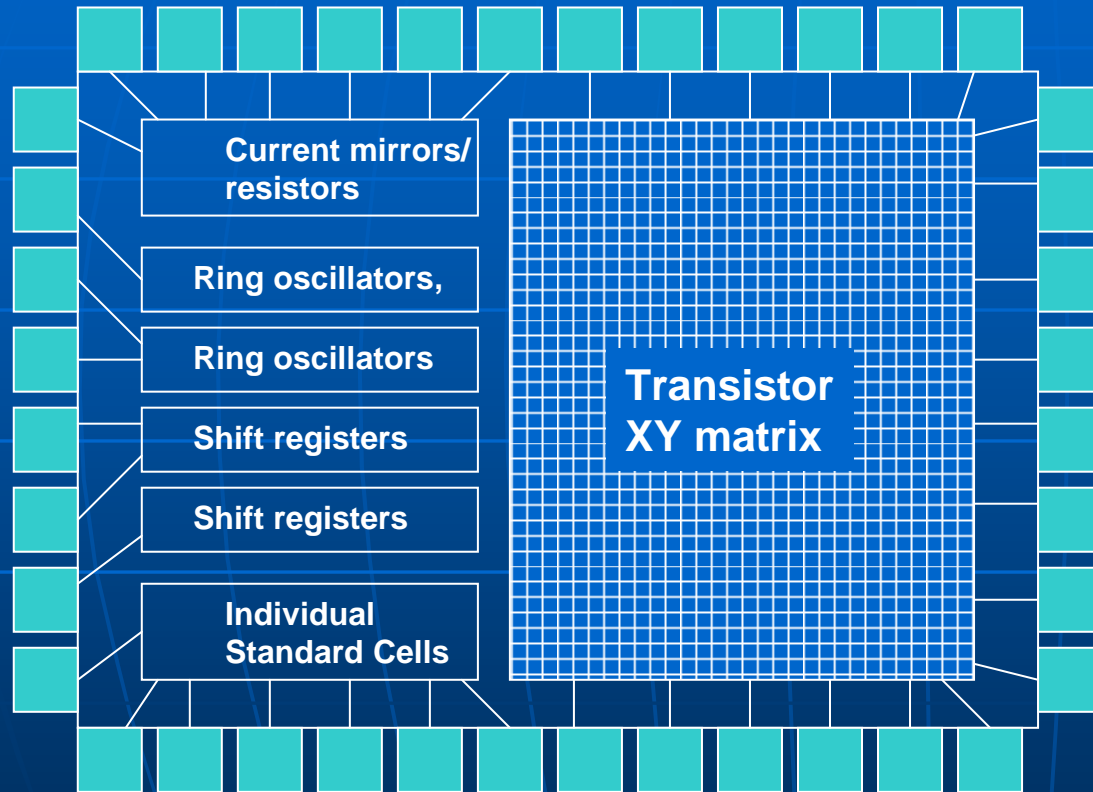 Current mirrors/
resistors
Ring oscillators,
Ring oscillators
Shift registers
Shift registers
Individual
Standard Cells
Transistor
XY matrix